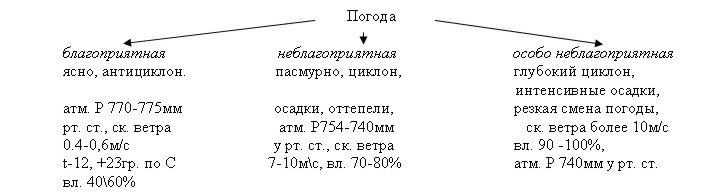 Погода
благоприятная
ясно, антициклон.
атм. Р 770-775мм
рт. ст., ск. ветра
0.4-0,6м/с
t-12, +23гр. по С
вл. 40\60%
неблагоприятная
пасмурно, циклон,
осадки, оттепели,
атм. Р754-740мм
у рт. ст., ск. ветра
7-10м\с, вл. 70-80%
особо неблагоприятная
глубокий циклон,
интенсивные осадки,
резкая смена погоды,
ск. ветра более 10м/с
вл. 90 -100%,
атм. Р 740мм у рт. ст.